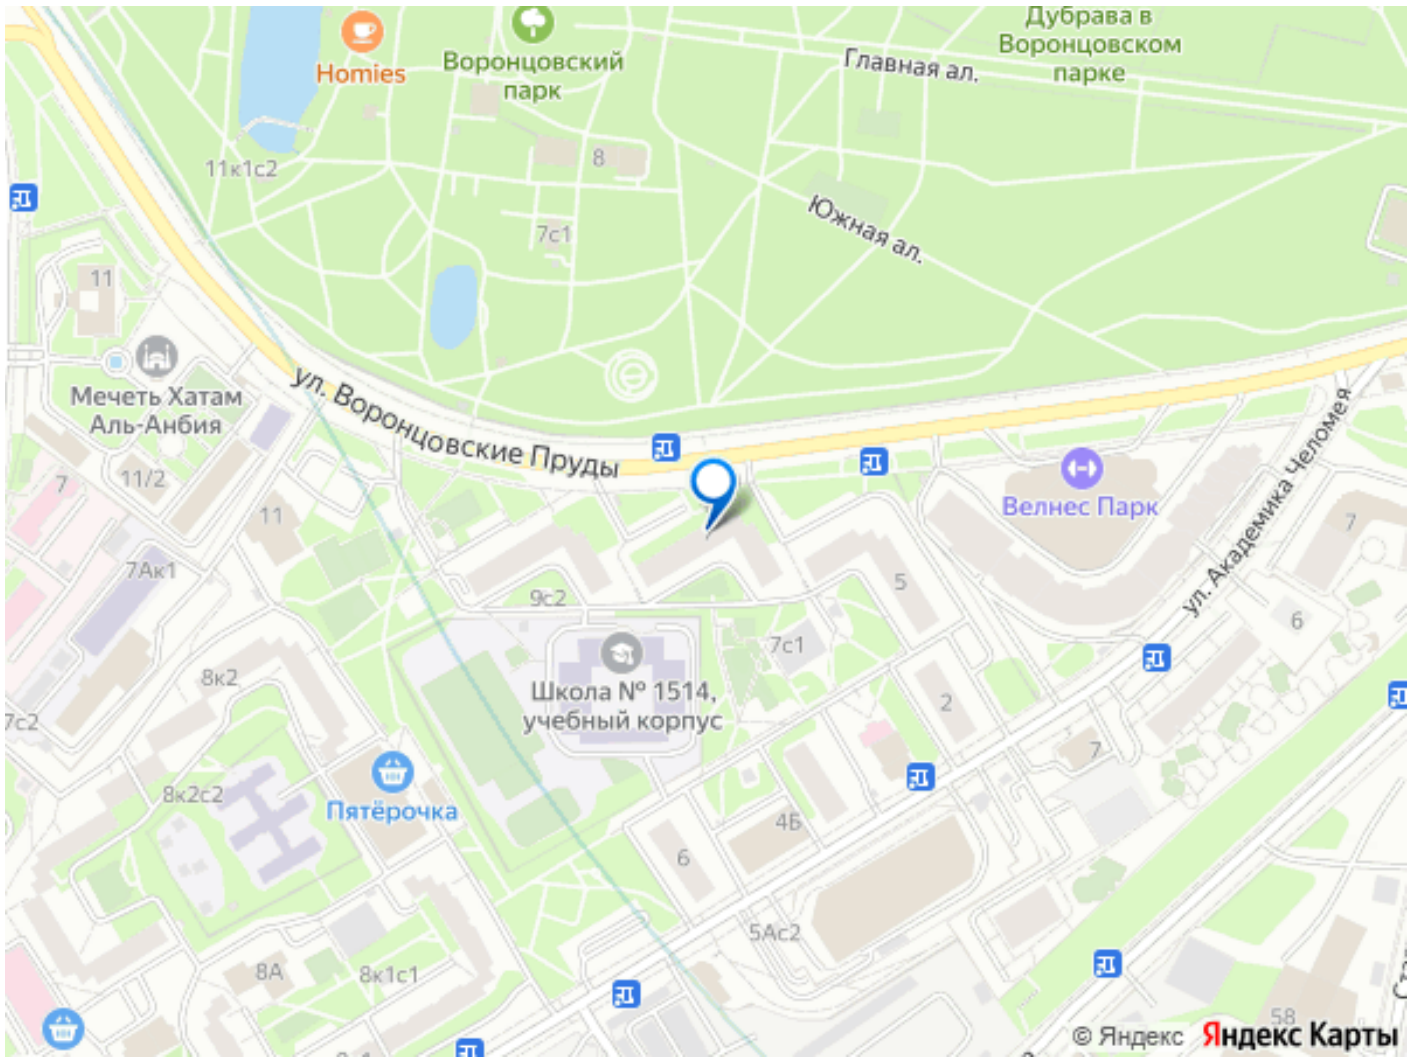 Дубрава в
Воронцовском
парке
Главная ал.
Homies
Воронцовский
парк
11к1с2
8
7с1
Южная ал.
11
Мечеть Хатам
Аль-Анбия
ул. Воронцовские Пруды
ул. Академика Челомея
Велнес Парк
7
11/2
11
7
7Ак1
9с2
5
6
7с1
8к2
Школа № 1514,
учебный корпус
2
7с2
7
8к2с2
Пятёрочка
4Б
6
5Ас2
8А
8к1с1
58
© Яндекс Яндекс Карты